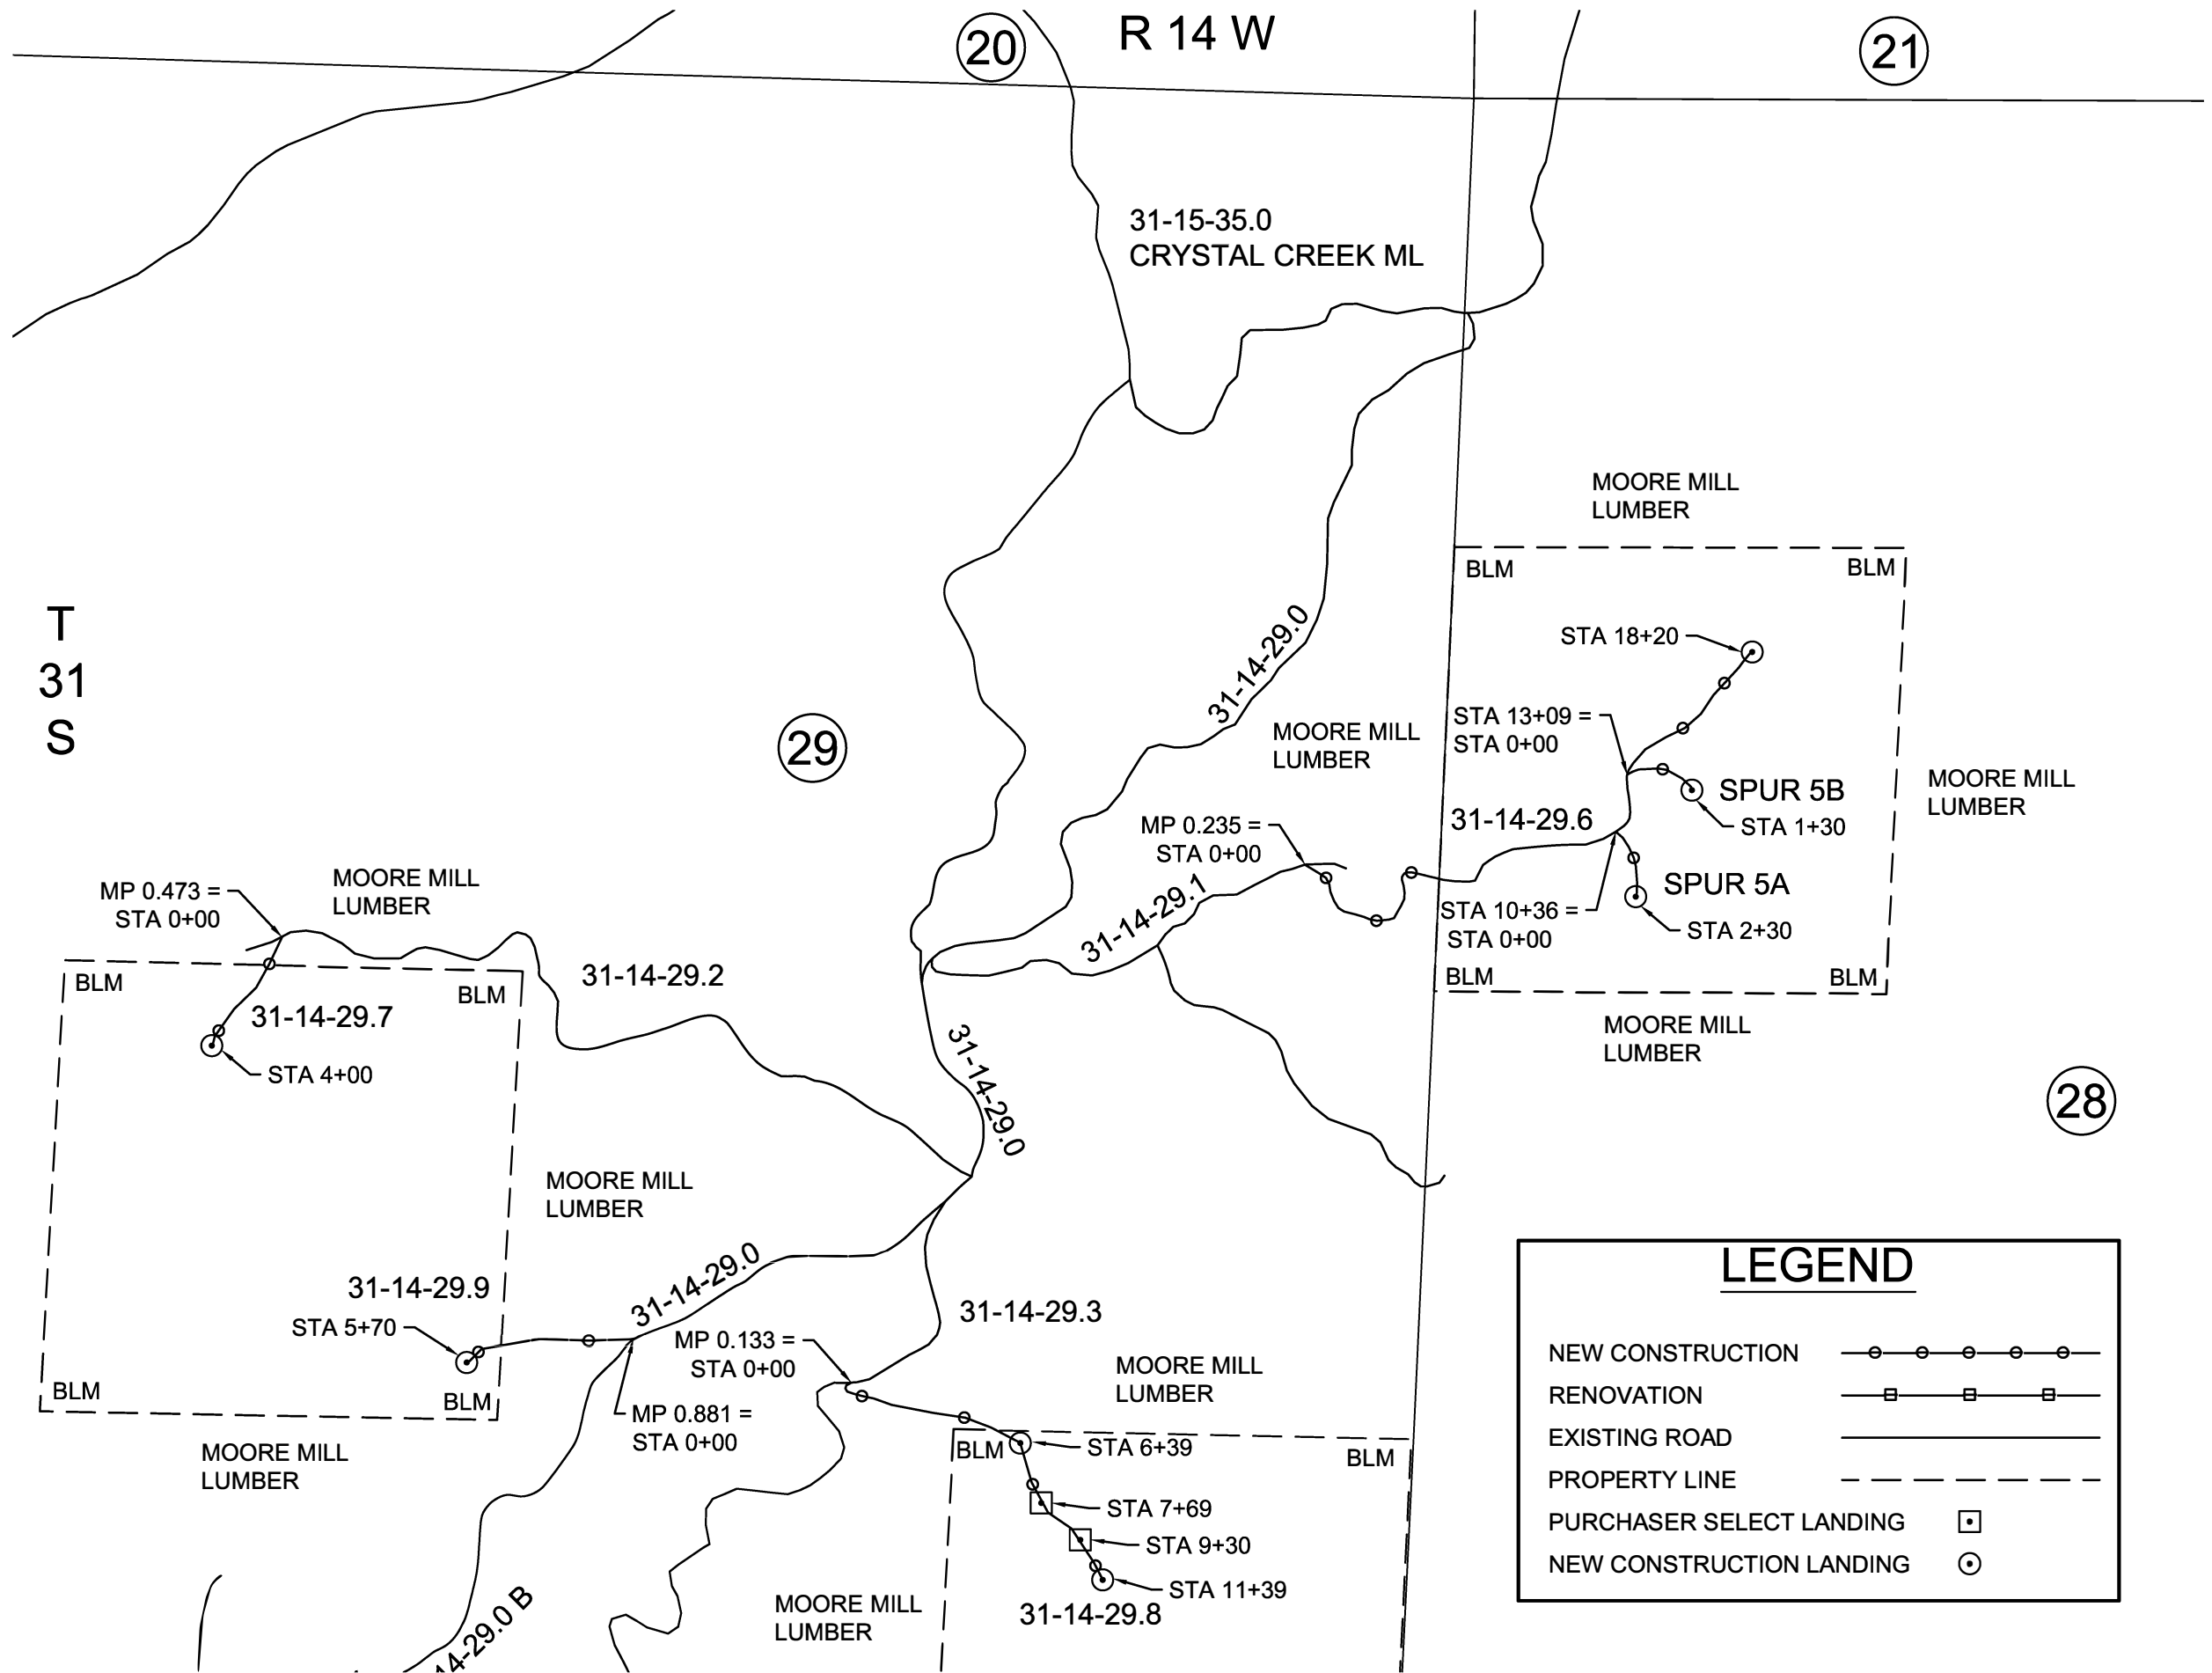 20
R 14 W
21
31-15-35.0
CRYSTAL CREEK ML
MOORE MILL
LUMBER
BLM
BLM
T
31
S
29
31-14-29.0
STA 18+20
MOORE MILL
LUMBER
STA 13+09 =
STA 0+00
SPUR 5B
STA 1+30
MOORE MILL
LUMBER
31-14-29.6
MP 0.235 =
STA 0+00
31-14-29.1
SPUR 5A
STA 2+30
STA 10+36 =
STA 0+00
BLM
BLM
MOORE MILL
LUMBER
28
MP 0.473 =
STA 0+00
MOORE MILL
LUMBER
BLM
BLM
31-14-29.2
31-14-29.7
STA 4+00
31-14-29.0
MOORE MILL
LUMBER
31-14-29.9
STA 5+70
31-14-29.0
BLM
BLM
MOORE MILL
LUMBER
MP 0.881 =
STA 0+00
MP 0.133 =
STA 0+00
31-14-29.3
MOORE MILL
LUMBER
BLM
BLM
STA 6+39
STA 7+69
STA 9+30
STA 11+39
31-14-29.8
MOORE MILL
LUMBER
14-29.0 B
LEGEND
NEW CONSTRUCTION
RENOVATION
EXISTING ROAD
PROPERTY LINE
PURCHASER SELECT LANDING
NEW CONSTRUCTION LANDING